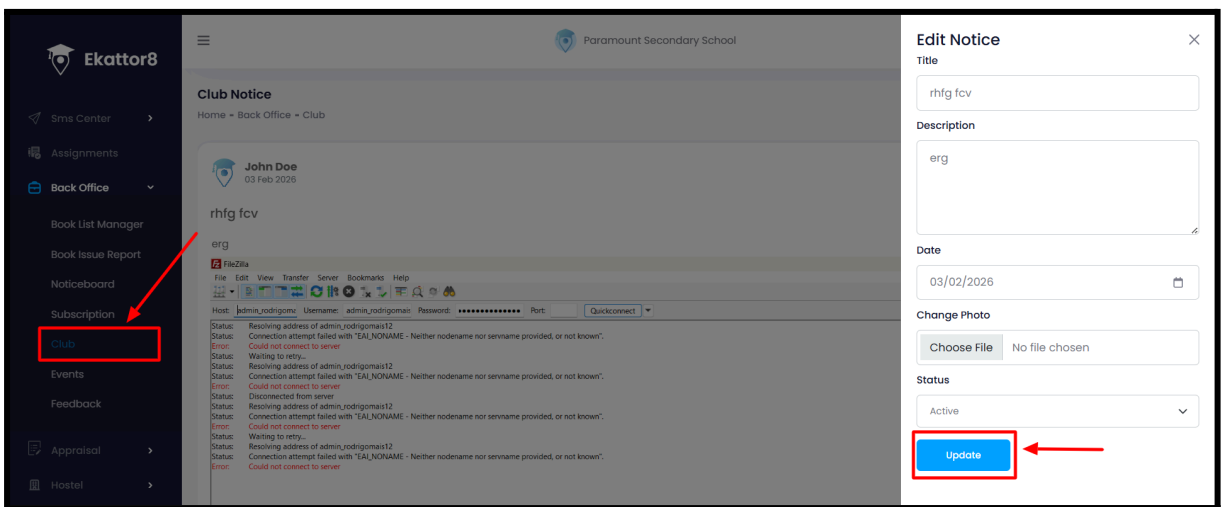 Ekattor8
Sms Center
Assignments
Back Office
Book List Manager
Book Issue Report
Noticeboard
Subscription
Club
Events
Feedback
Appraisal
Hostel
Paramount Secondary School
Club Notice
Home - Back Office - Club
John Doe
03 Feb 2026
rhfg fcv
erg
FileZilla
File Edit View Transfer Server Bookmarks Help
Host: admin_rodrigoma Username: admin_rodrigomais Password: •••••••••••••• Port: Quickconnect
Status: Resolving address of admin_rodrigomais12
Status: Connection attempt failed with "EAI_NONAME - Neither nodename nor servname provided, or not known".
Error: Could not connect to server
Status: Waiting to retry...
Status: Resolving address of admin_rodrigomais12
Status: Connection attempt failed with "EAI_NONAME - Neither nodename nor servname provided, or not known".
Error: Could not connect to server
Status: Disconnected from server
Status: Resolving address of admin_rodrigomais12
Status: Connection attempt failed with "EAI_NONAME - Neither nodename nor servname provided, or not known".
Error: Could not connect to server
Status: Waiting to retry...
Status: Resolving address of admin_rodrigomais12
Status: Connection attempt failed with "EAI_NONAME - Neither nodename nor servname provided, or not known".
Error: Could not connect to server
Edit Notice
Title
rhfg fcv
Description
erg
Date
03/02/2026
Change Photo
Choose File No file chosen
Status
Active
Update